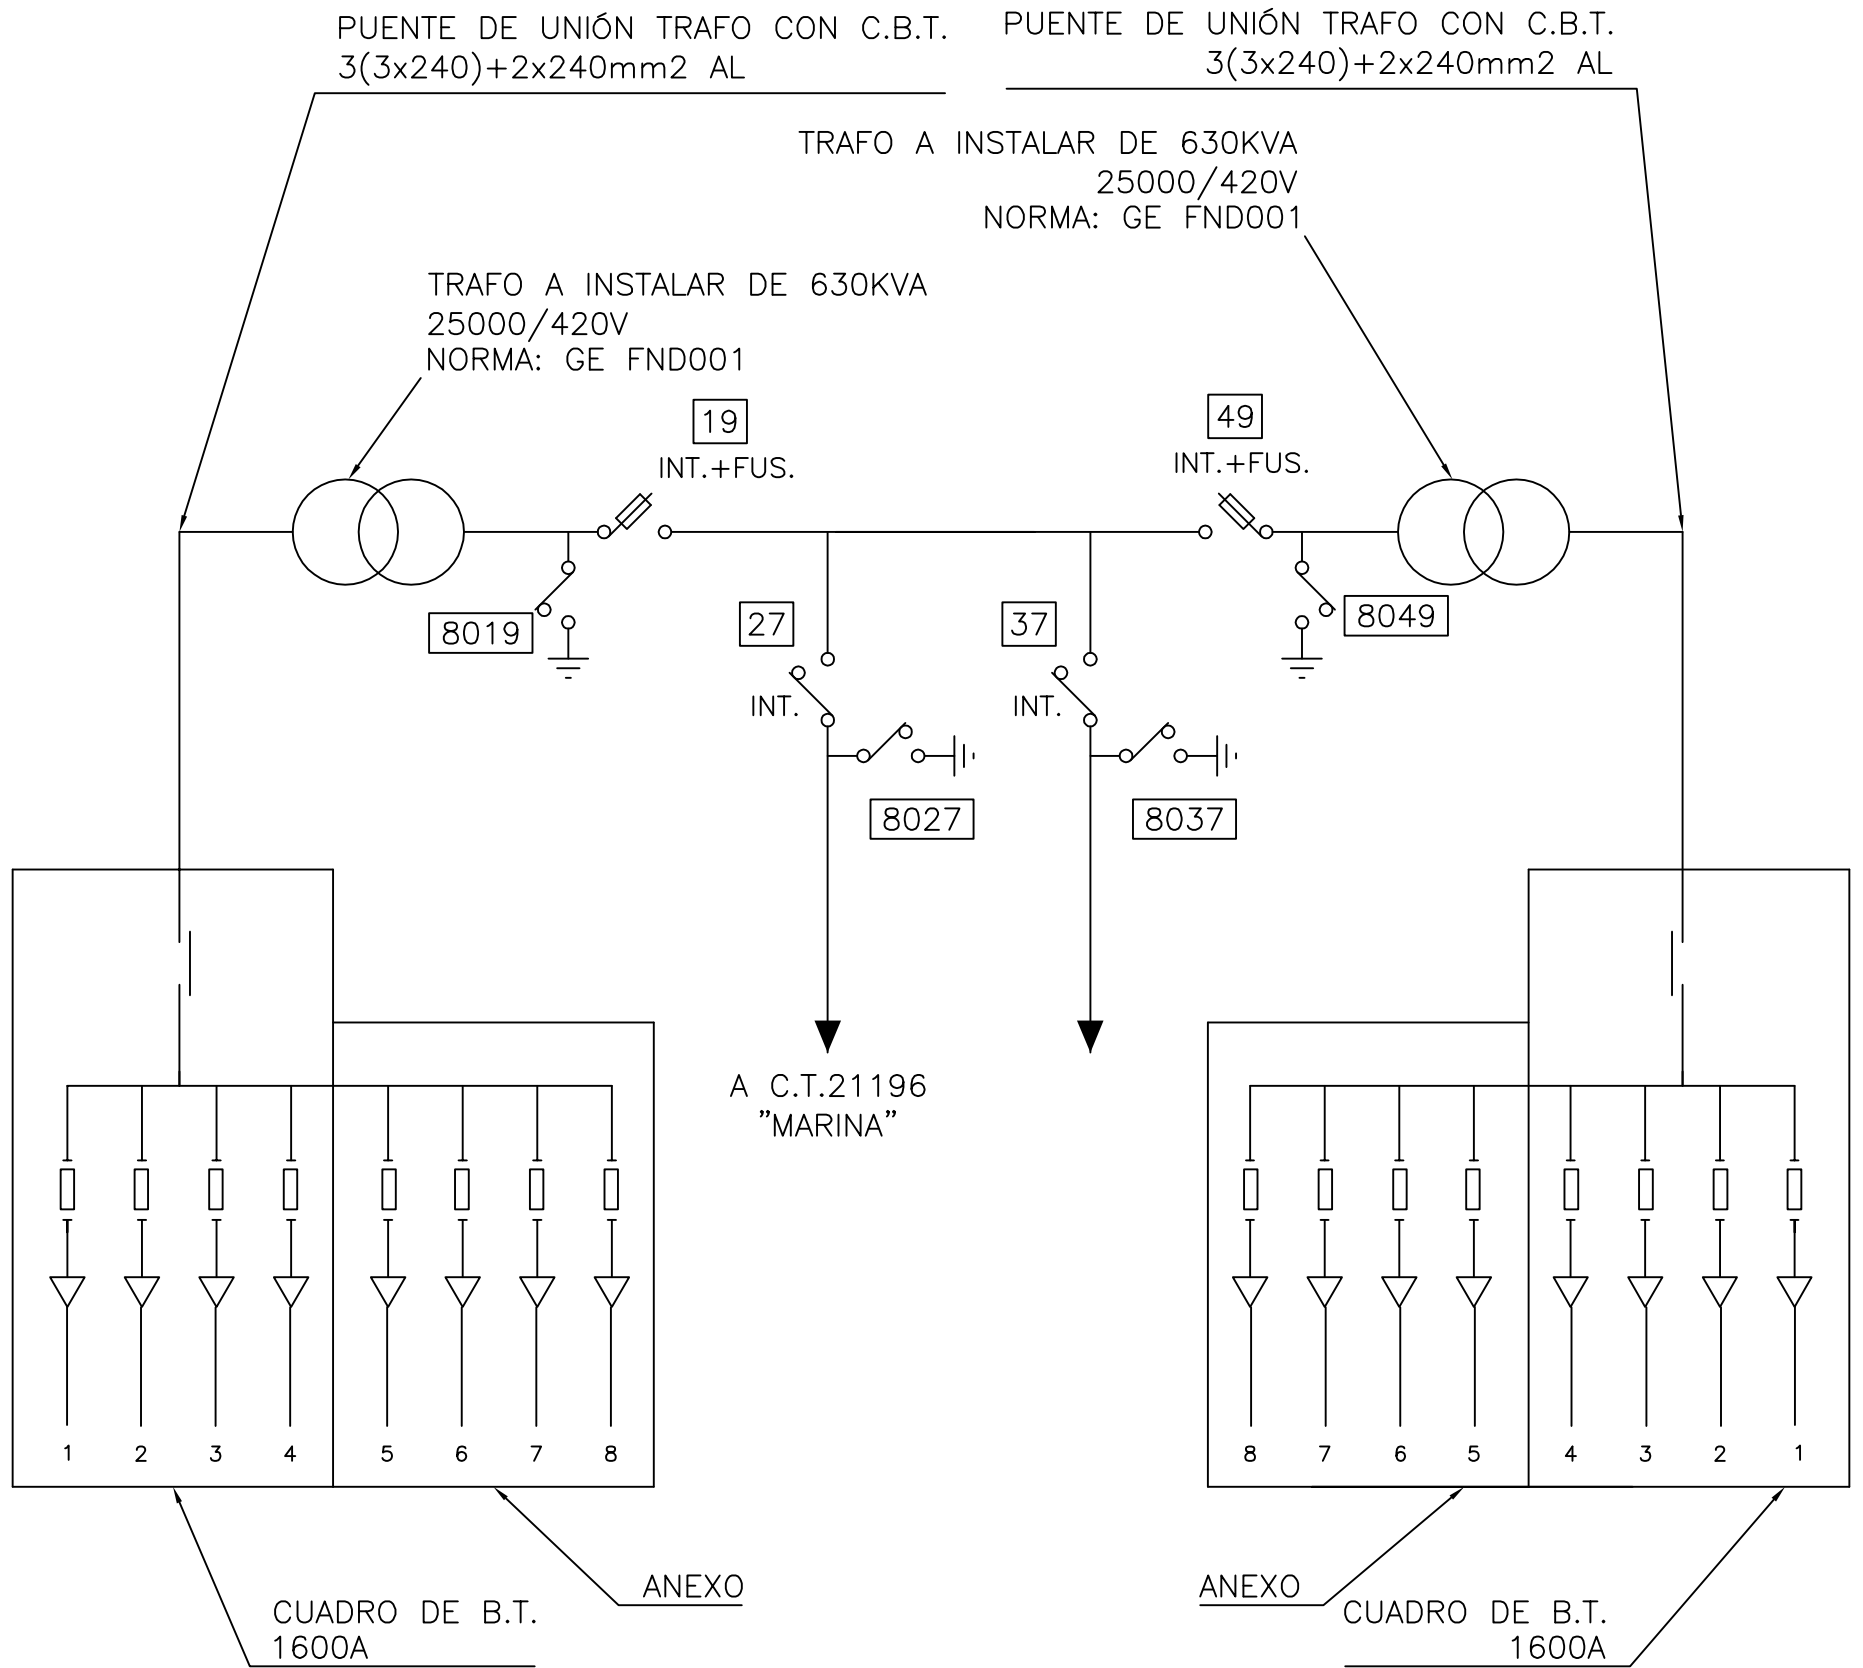 PUENTE DE UNIÓN TRAFO CON C.B.T.
3(3x240)+2x240mm2 AL
PUENTE DE UNIÓN TRAFO CON C.B.T.
3(3x240)+2x240mm2 AL
TRAFO A INSTALAR DE 630KVA
25000/420V
NORMA: GE FND001
TRAFO A INSTALAR DE 630KVA
25000/420V
NORMA: GE FND001
19
INT.+FUS.
49
INT.+FUS.
8019
27
INT.
37
INT.
8049
8027
8037
A C.T.21196
"MARINA"
1 2 3 4 5 6 7 8
8 7 6 5 4 3 2 1
ANEXO
CUADRO DE B.T.
1600A
ANEXO
CUADRO DE B.T.
1600A